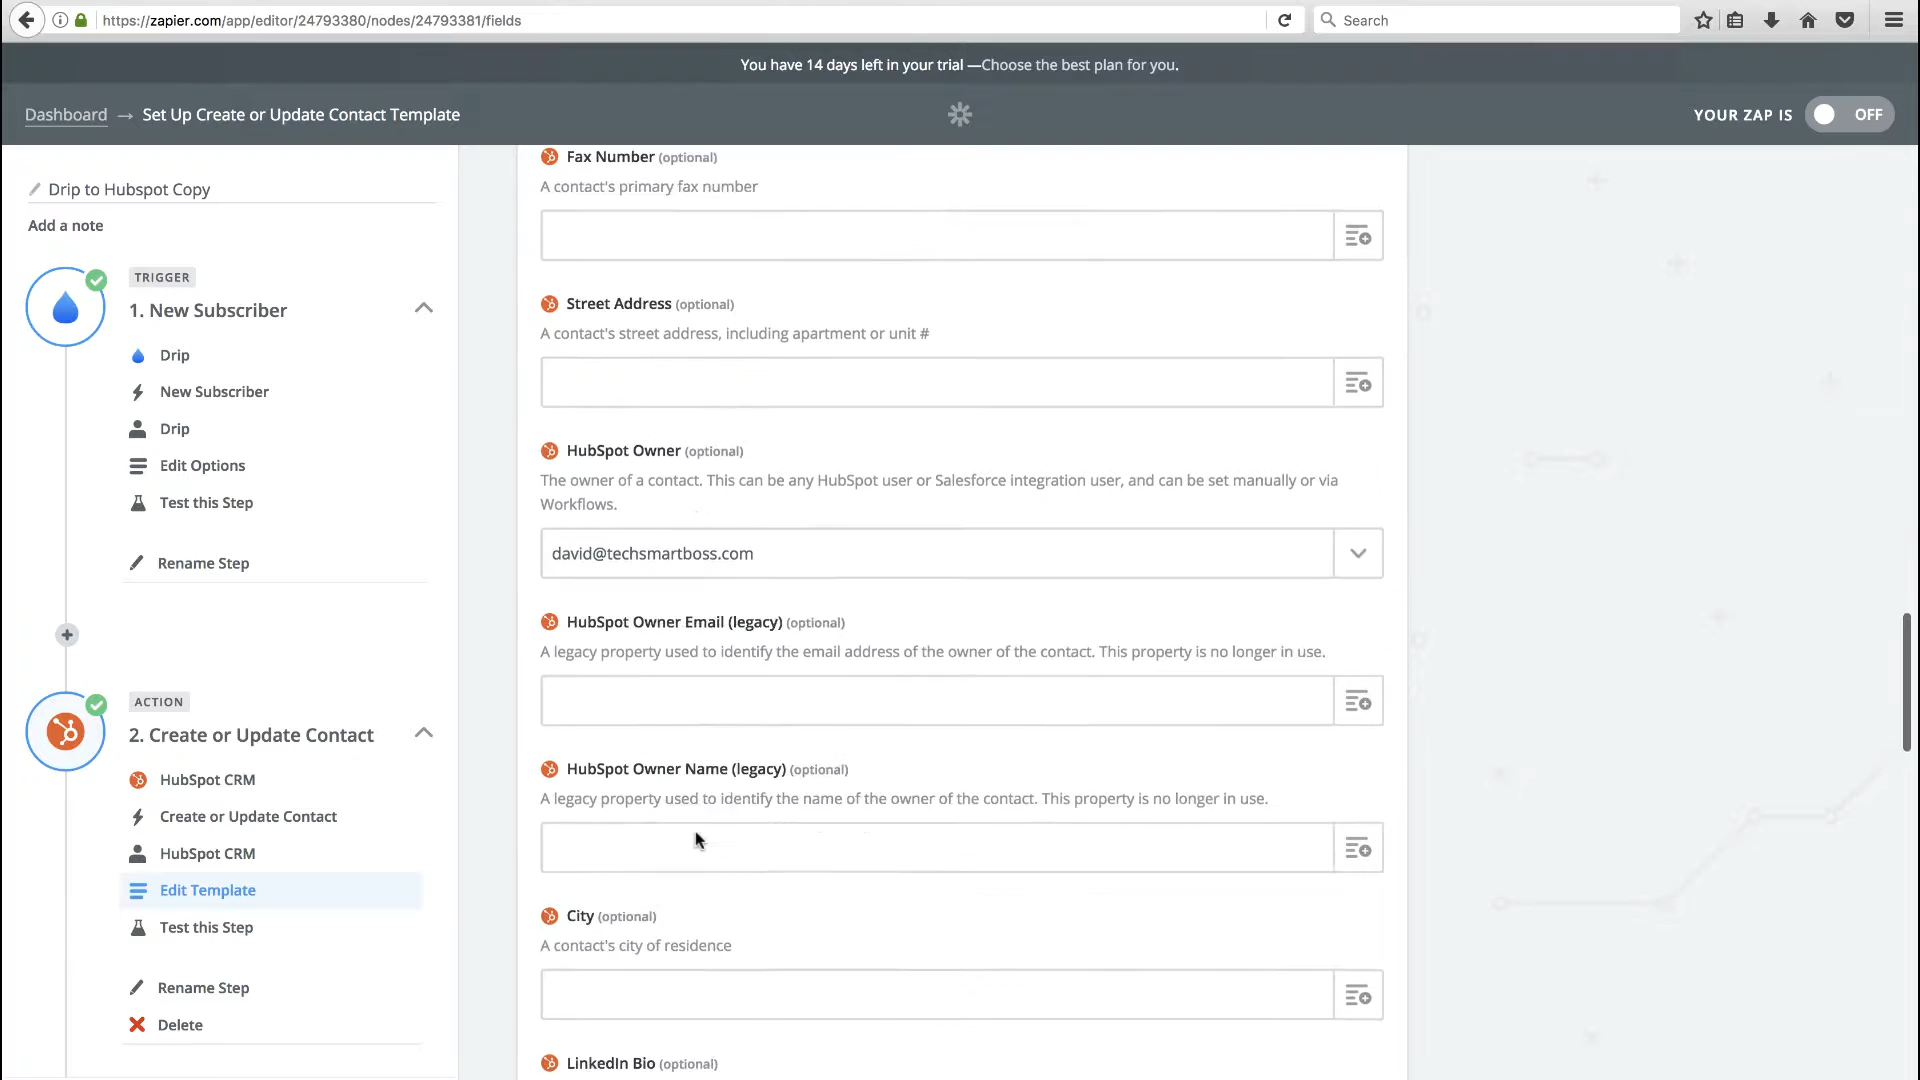 https://zapier.com/app/editor/24793380/nodes/24793381/fields
Search
You have 14 days left in your trial —Choose the best plan for you.
Dashboard → Set Up Create or Update Contact Template
YOUR ZAP IS OFF
Drip to Hubspot Copy
Add a note
TRIGGER
1. New Subscriber
Drip
New Subscriber
Drip
Edit Options
Test this Step
Rename Step
ACTION
2. Create or Update Contact
HubSpot CRM
Create or Update Contact
HubSpot CRM
Edit Template
Test this Step
Rename Step
Delete
Fax Number (optional)
A contact's primary fax number
Street Address (optional)
A contact's street address, including apartment or unit #
HubSpot Owner (optional)
The owner of a contact. This can be any HubSpot user or Salesforce integration user, and can be set manually or via
Workflows.
david@techsmartboss.com
HubSpot Owner Email (legacy) (optional)
A legacy property used to identify the email address of the owner of the contact. This property is no longer in use.
HubSpot Owner Name (legacy) (optional)
A legacy property used to identify the name of the owner of the contact. This property is no longer in use.
City (optional)
A contact's city of residence
LinkedIn Bio (optional)